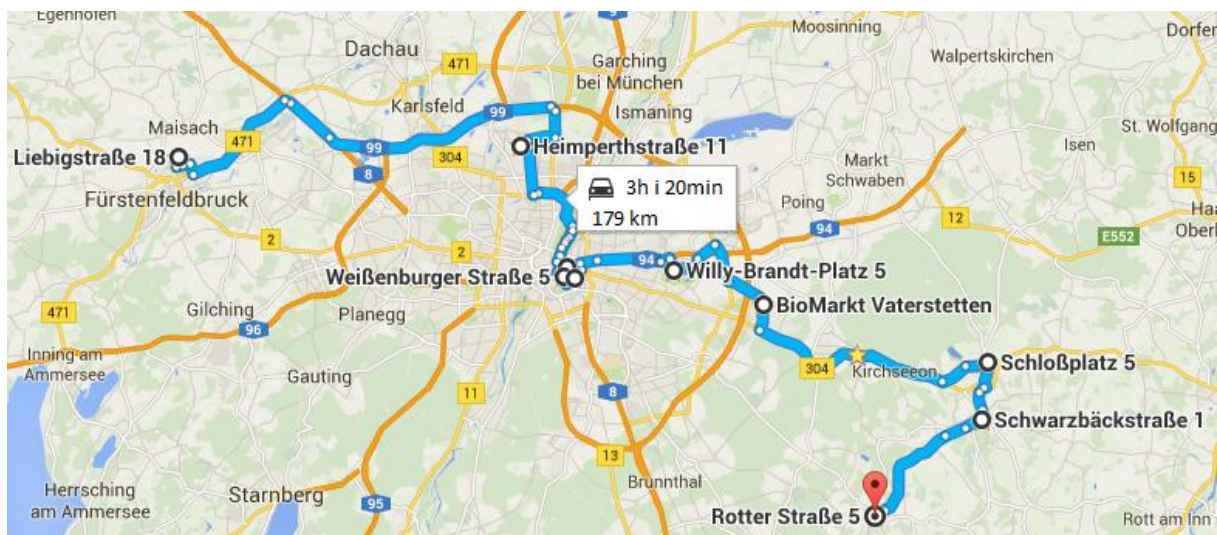 Egenhofen
Moosinning
Dorfen
Dachau
Garching
bei München
Walpertskirchen
471
Karlsfeld
99
Ismaning
Maisach
471
St. Wolfgang
Isen
Liebigstraße 18
99
304
Heimperthstraße 11
8
Markt
Schwaben
15
Fürstenfeldbruck
3h i 20min
179 km
Poing
12
Haa
Oberl
2
2
94
E552
94
Weißenburger Straße 5
Willy-Brandt-Platz 5
BioMarkt Vaterstetten
471
Gilching
Planegg
96
Inning am
Ammersee
Gauting
304
Kirchseeon
Schloßplatz 5
11
8
Schwarzbäckstraße 1
13
Brunnthal
Herrsching
am Ammersee
Starnberg
95
Rotter Straße 5
Rott am Inn